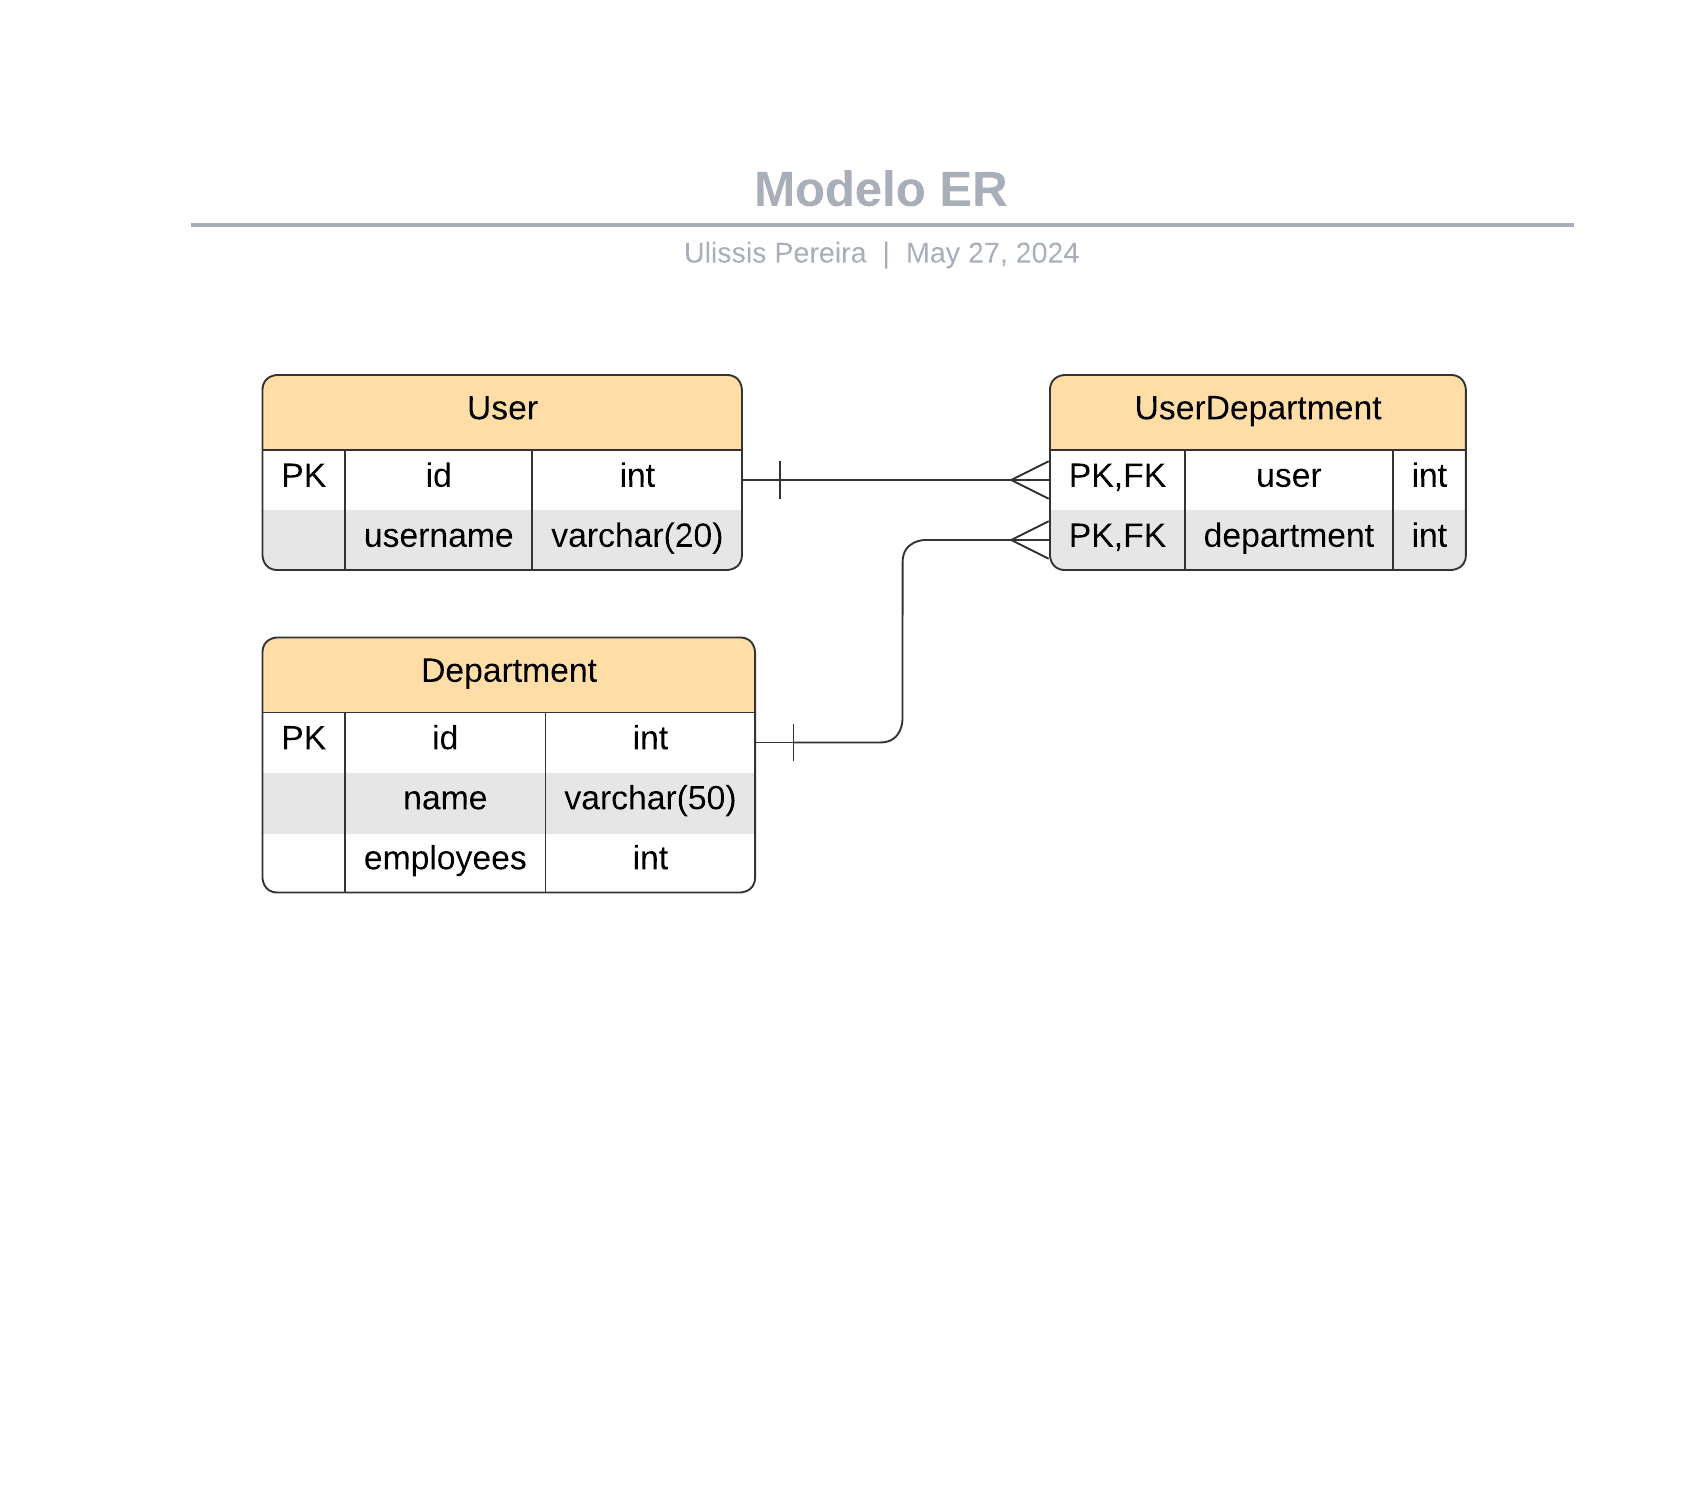 Modelo ER
Ulissis Pereira | May 27, 2024
User
PK id int
username varchar(20)
UserDepartment
PK,FK user int
PK,FK department int
Department
PK id int
name varchar(50)
employees int